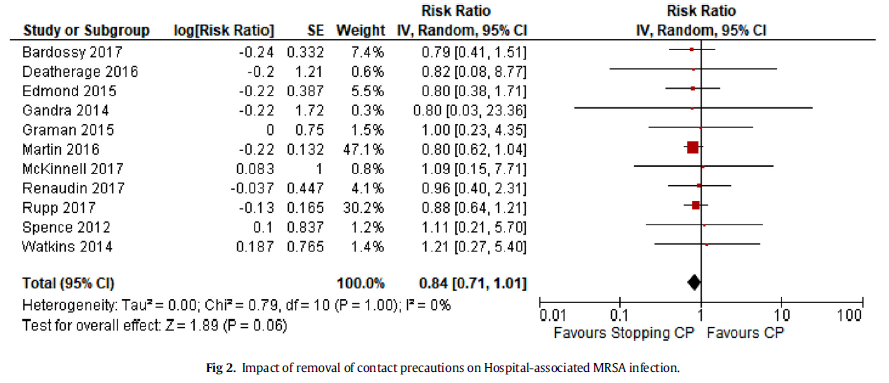 Risk Ratio Risk Ratio
Study or Subgroup log[Risk Ratio] SE Weight IV, Random, 95% CI IV, Random, 95% CI
Bardossy 2017 -0.24 0.332 7.4% 0.79 [0.41, 1.51]
Deatherage 2016 -0.2 1.21 0.6% 0.82 [0.08, 8.77]
Edmond 2015 -0.22 0.387 5.5% 0.80 [0.38, 1.71]
Gandra 2014 -0.22 1.72 0.3% 0.80 [0.03, 23.36]
Graman 2015 0 0.75 1.5% 1.00 [0.23, 4.35]
Martin 2016 -0.22 0.132 47.1% 0.80 [0.62, 1.04]
McKinnell 2017 0.083 1 0.8% 1.09 [0.15, 7.71]
Renaudin 2017 -0.037 0.447 4.1% 0.96 [0.40, 2.31]
Rupp 2017 -0.13 0.165 30.2% 0.88 [0.64, 1.21]
Spence 2012 0.1 0.837 1.2% 1.11 [0.21, 5.70]
Watkins 2014 0.187 0.765 1.4% 1.21 [0.27, 5.40]
Total (95% CI) 100.0% 0.84 [0.71, 1.01]
Heterogeneity: Tau² = 0.00; Chi² = 0.79, df = 10 (P = 1.00); I² = 0%
Test for overall effect: Z = 1.89 (P = 0.06)
0.01 0.1 1 10 100
Favours Stopping CP Favours CP
Fig 2. Impact of removal of contact precautions on Hospital-associated MRSA infection.